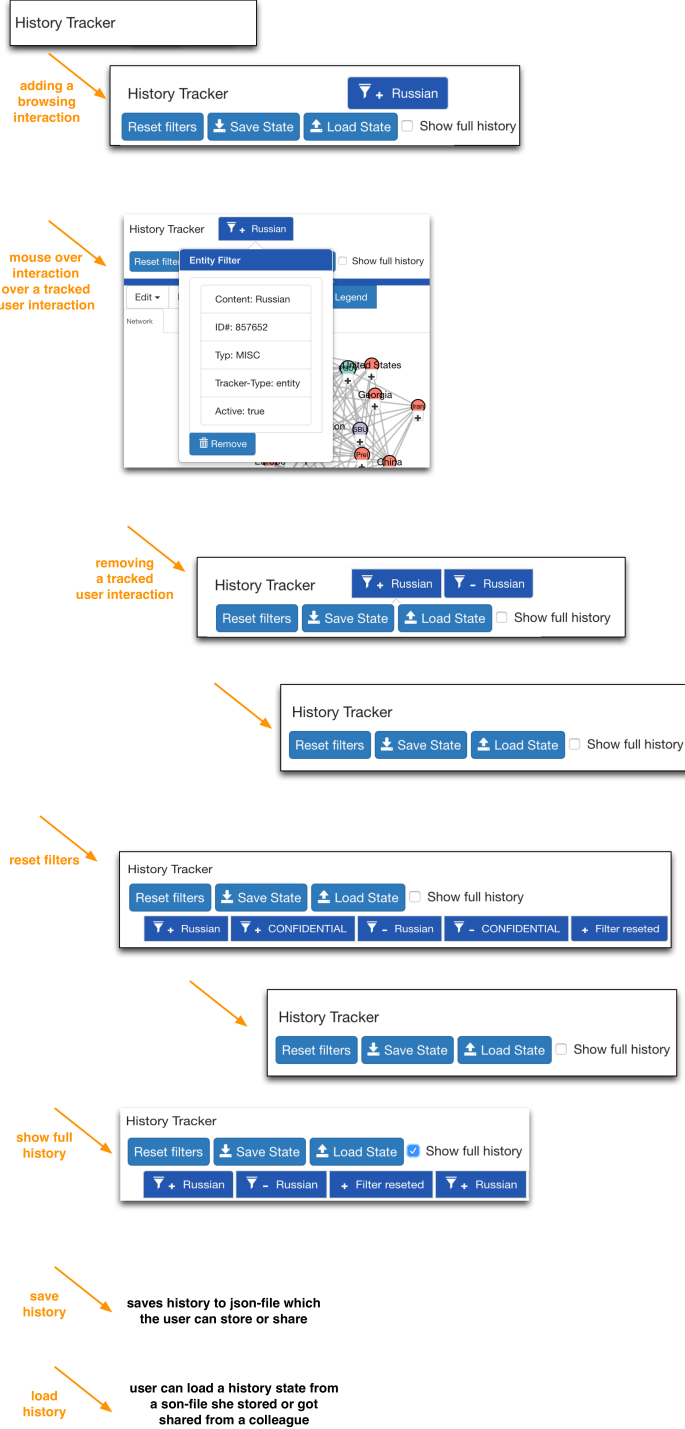 History Tracker
adding a
browsing
interaction
History Tracker + Russian
Reset filters Save State Load State Show full history
mouse over
interaction
over a tracked
user interaction
History Tracker + Russian
Reset filte Show full history
Entity Filter
Edit Legend
Network
Content: Russian
ID#: 857652
Typ: MISC
Tracker-Type: entity
Active: true
Remove
United States
+ +
Georgia
+
Iran
+
on GBU
+
Prei
China
+
removing
a tracked
user interaction
History Tracker + Russian - Russian
Reset filters Save State Load State Show full history
History Tracker
Reset filters Save State Load State Show full history
reset filters
History Tracker
Reset filters Save State Load State Show full history
+ Russian + CONFIDENTIAL - Russian - CONFIDENTIAL + Filter reseted
History Tracker
Reset filters Save State Load State Show full history
show full
history
History Tracker
Reset filters Save State Load State Show full history
+ Russian - Russian + Filter reseted + Russian
save
history
saves history to json-file which
the user can store or share
load
history
user can load a history state from
a son-file she stored or got
shared from a colleague